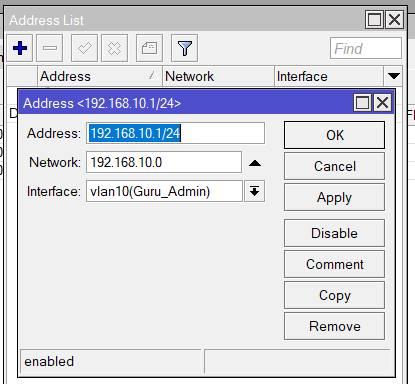 Address List
Find
Address Network Interface
Address <192.168.10.1/24>
Address: 192.168.10.1/24
OK
Network: 192.168.10.0
Cancel
Interface: vlan10(Guru_Admin)
Apply
Disable
Comment
Copy
Remove
enabled